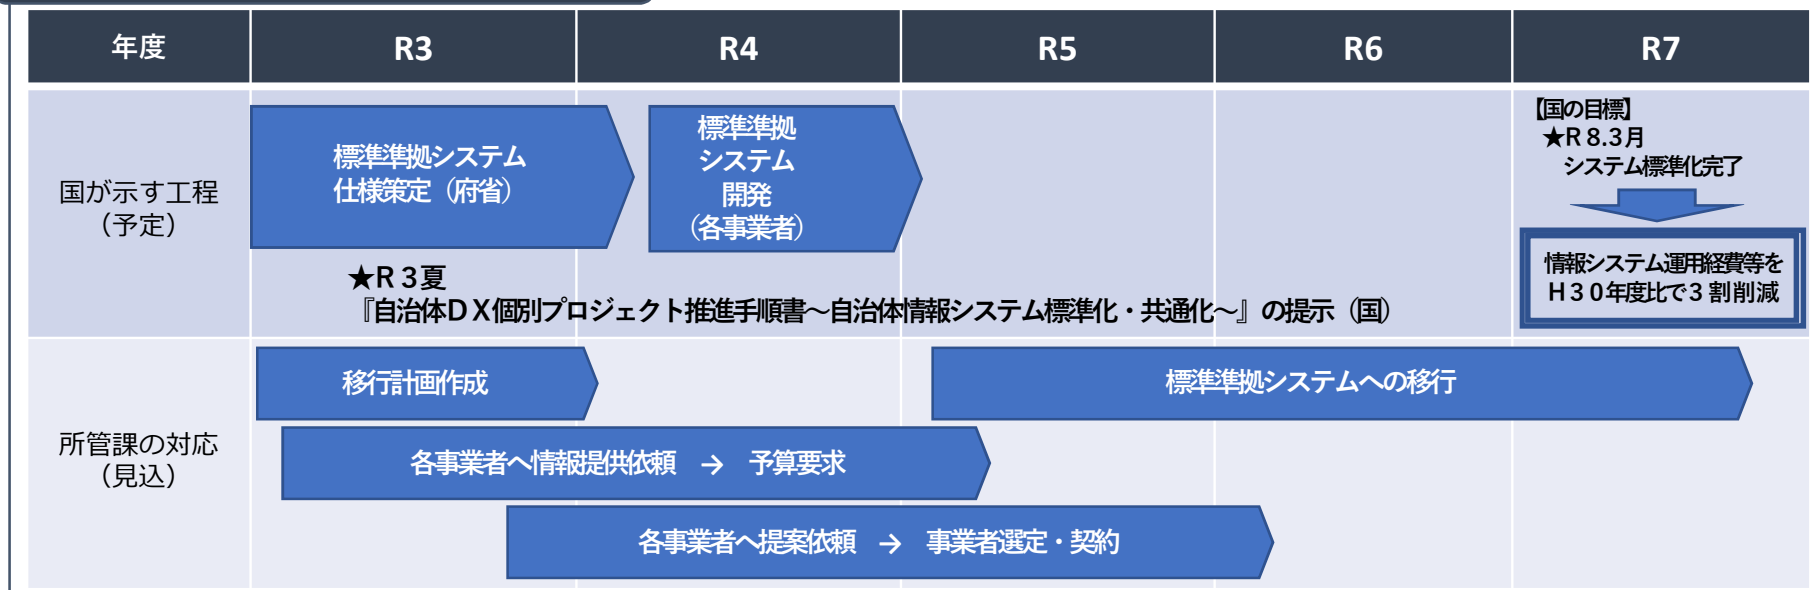 年度
R3
R4
R5
R6
R7
国が示す工程
（予定）
標準準拠システム
仕様策定（府省）
標準準拠
システム
開発
（各事業者）
【国の目標】
★R８.3月
システム標準化完了
情報システム運用経費等を
H３０年度比で３割削減
★R３夏
『自治体DX個別プロジェクト推進手順書～自治体情報システム標準化・共通化～』の提示（国）
所管課の対応
（見込）
移行計画作成
標準準拠システムへの移行
各事業者へ情報提供依頼　→　予算要求
各事業者へ提案依頼　→　事業者選定・契約